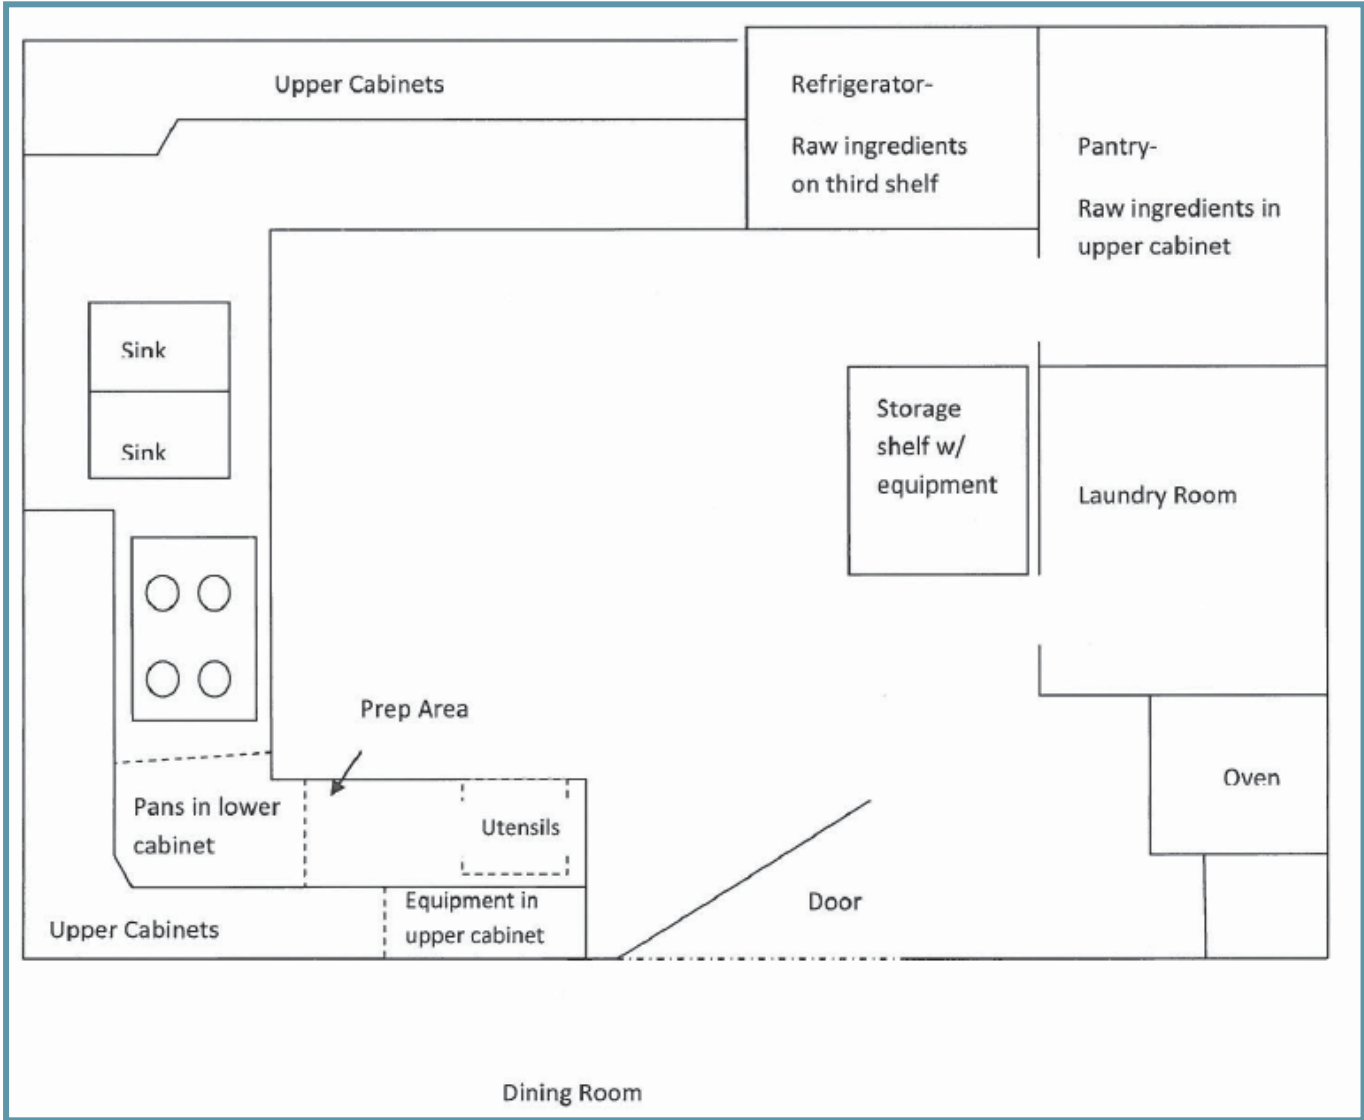 Upper Cabinets
Refrigerator-
Raw ingredients
on third shelf
Pantry-
Raw ingredients in
upper cabinet
Sink
Sink
Storage
shelf w/
equipment
Laundry Room
Prep Area
Pans in lower
cabinet
Utensils
Oven
Equipment in
upper cabinet
Door
Upper Cabinets
Dining Room